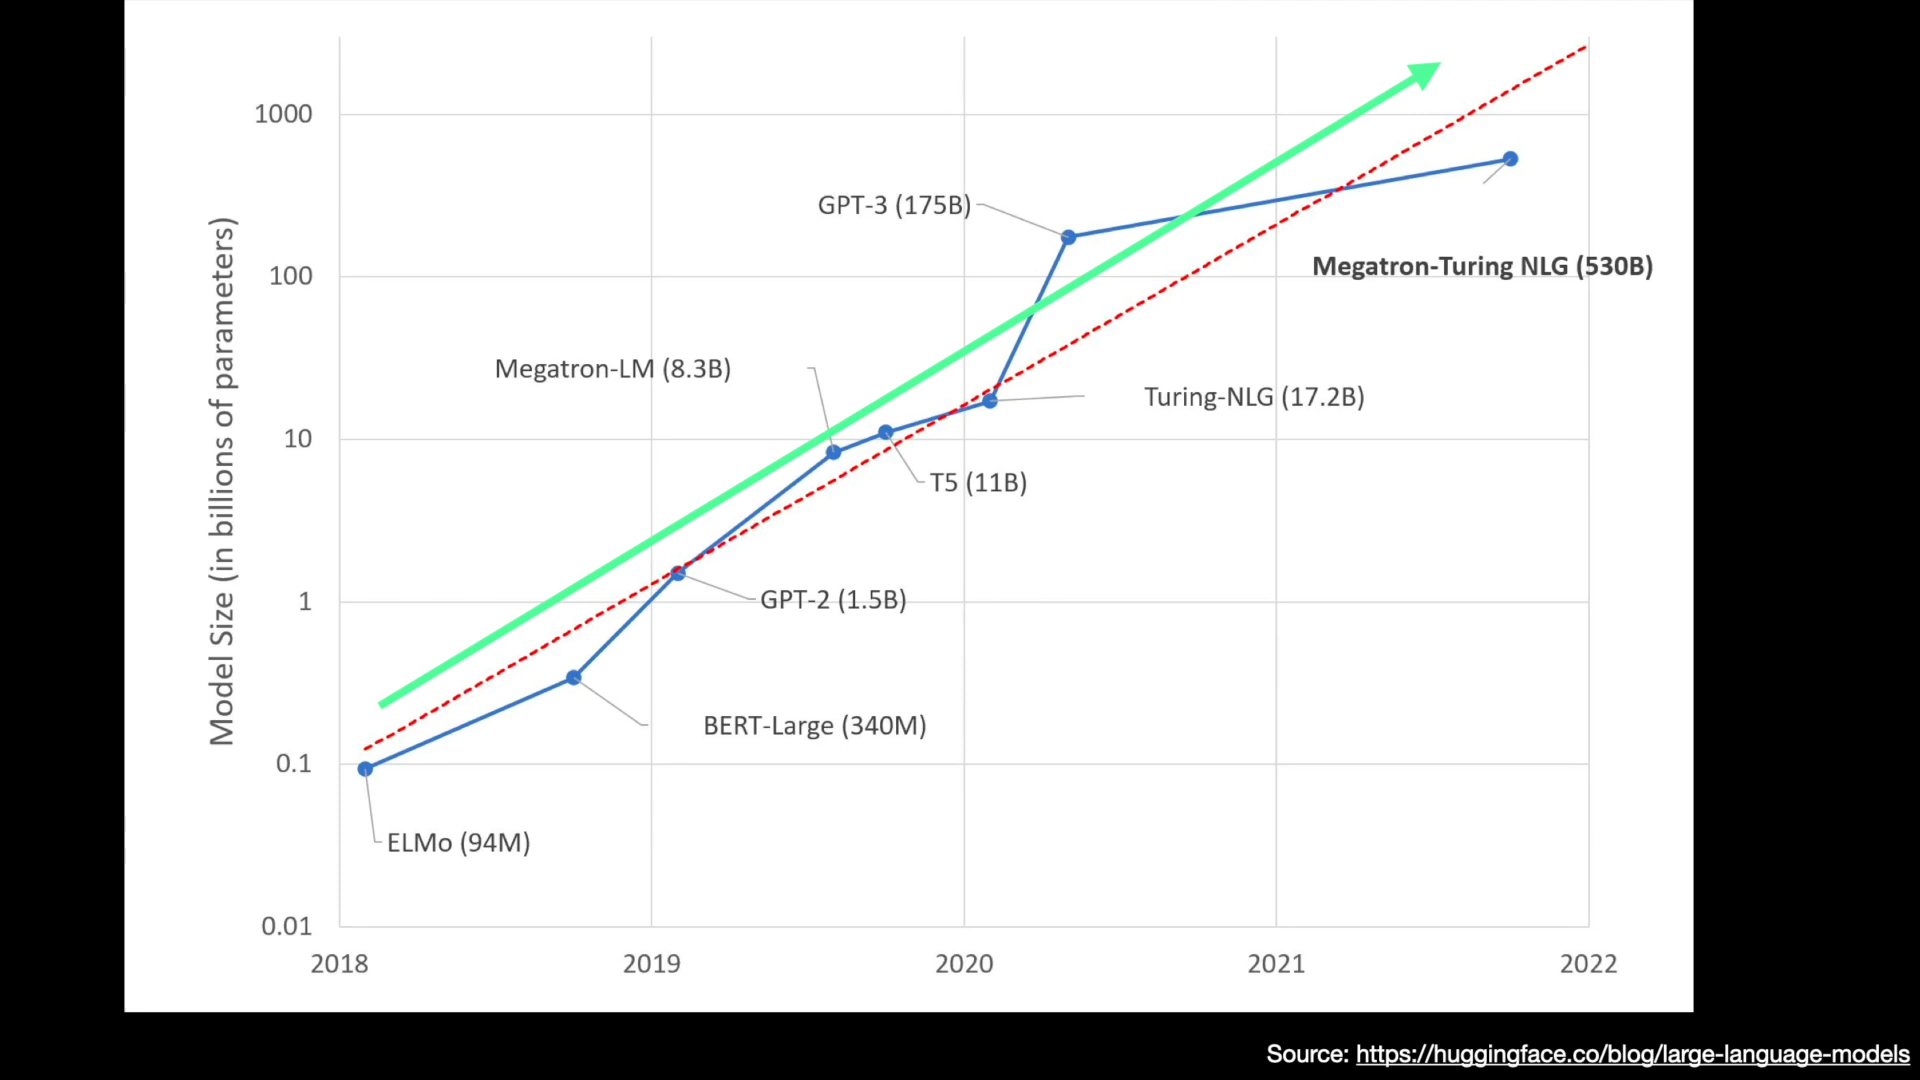 Model Size (in billions of parameters)
1000
100
10
1
0.1
0.01
GPT-3 (175B)
Megatron-Turing NLG (530B)
Megatron-LM (8.3B)
Turing-NLG (17.2B)
T5 (11B)
GPT-2 (1.5B)
BERT-Large (340M)
ELMo (94M)
2018 2019 2020 2021 2022
Source: https://huggingface.co/blog/large-language-models